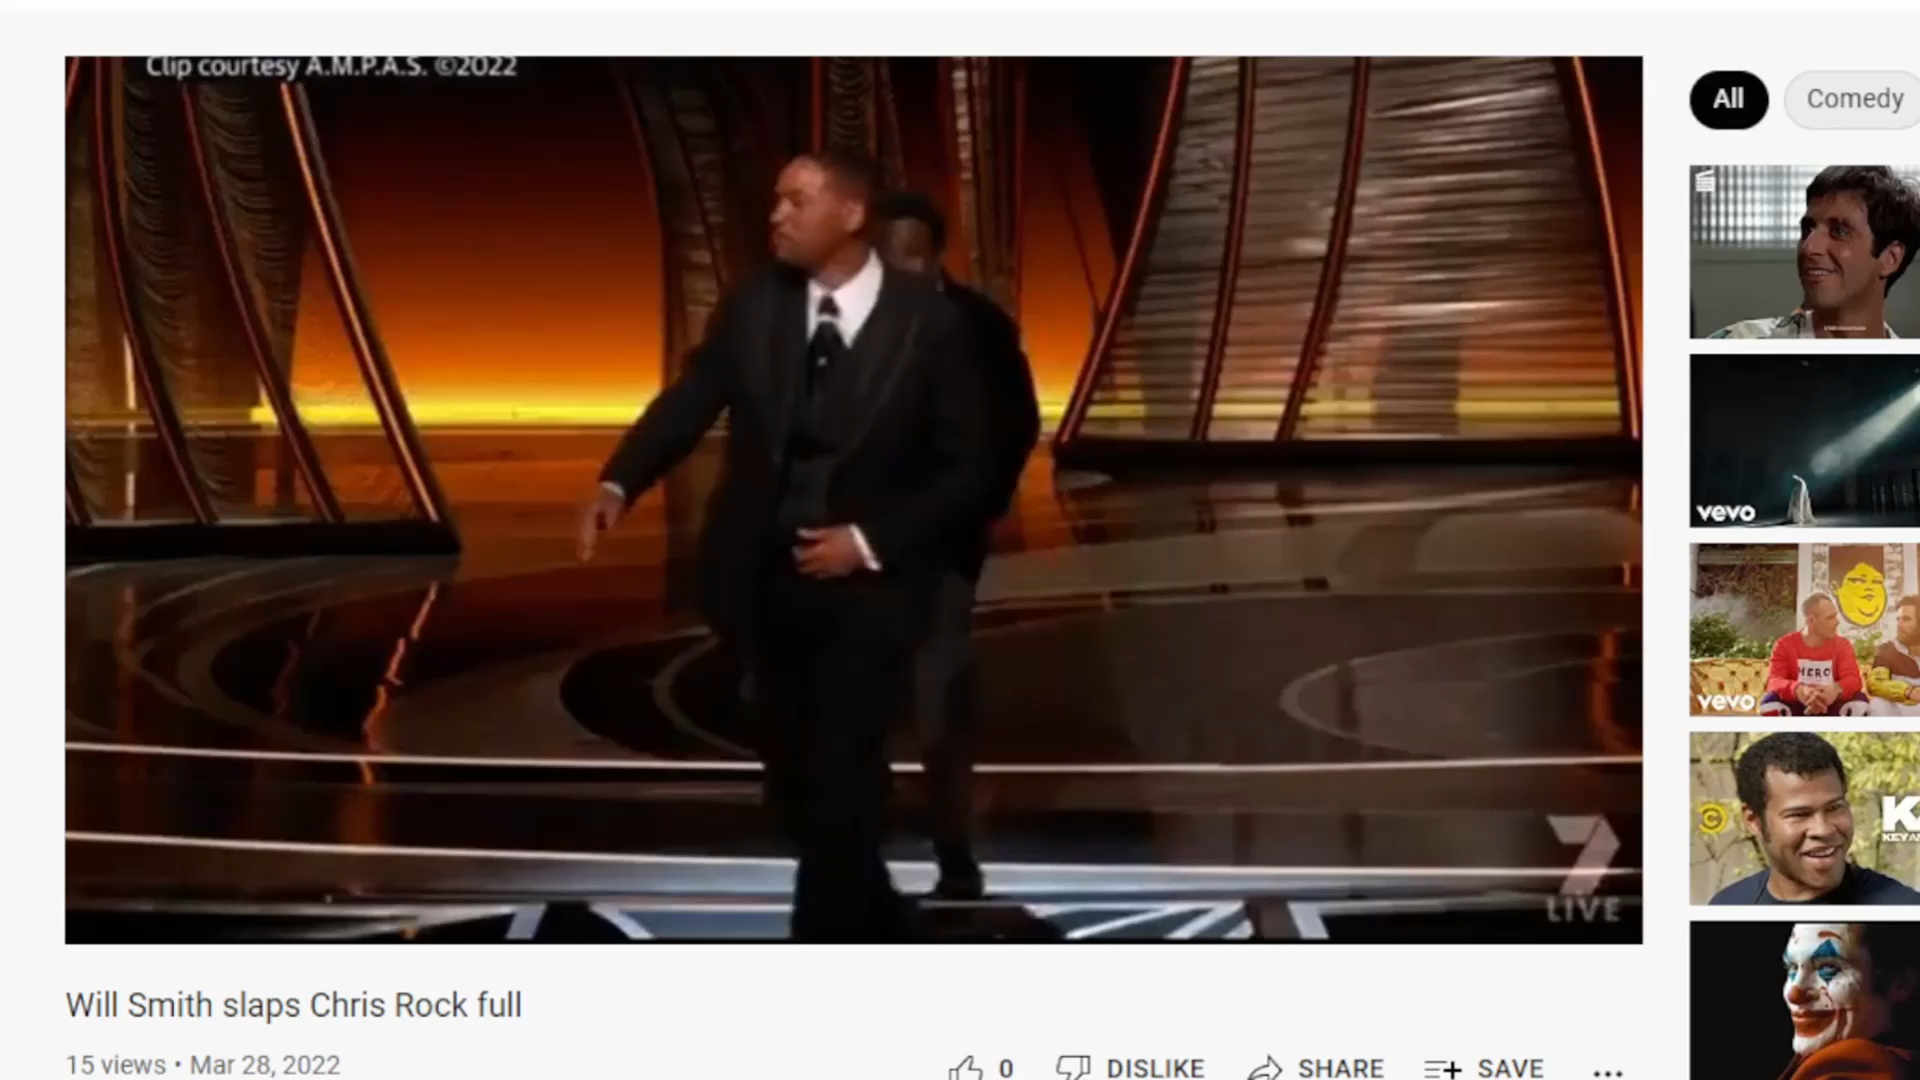 Clip courtesy A.M.P.A.S. ©2022
All
Comedy
vevo
HERO
vevo
7
LIVE
Will Smith slaps Chris Rock full
15 views • Mar 28, 2022
0
DISLIKE
SHARE
SAVE